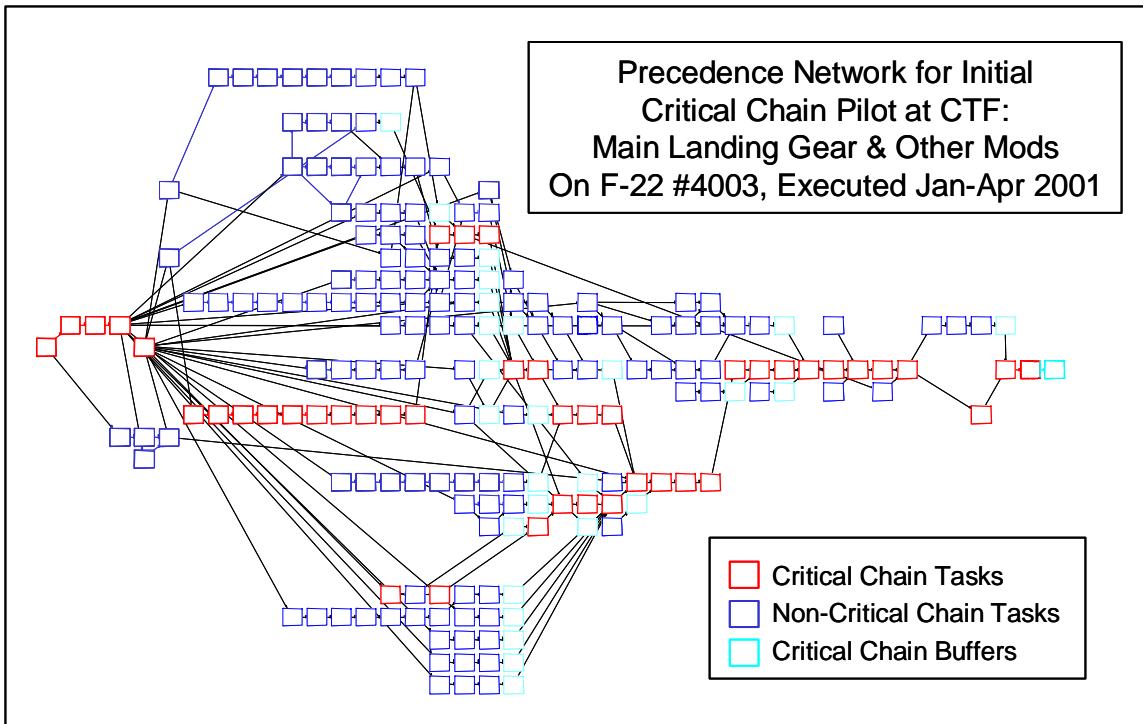 Precedence Network for Initial
Critical Chain Pilot at CTF:
Main Landing Gear & Other Mods
On F-22 #4003, Executed Jan-Apr 2001
Critical Chain Tasks
Non-Critical Chain Tasks
Critical Chain Buffers